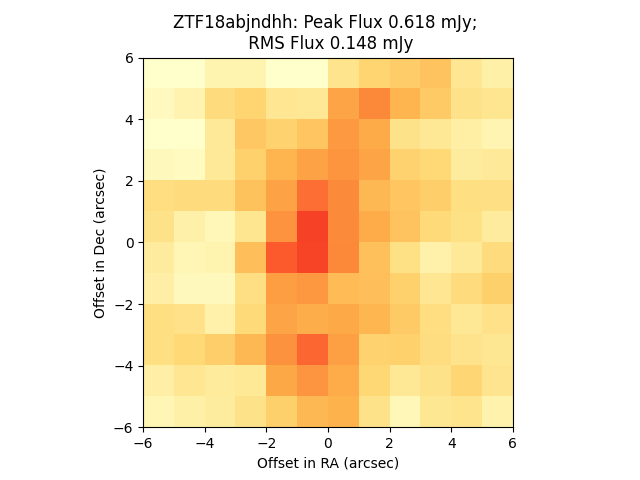 ZTF18abjndhh: Peak Flux 0.618 mJy;
RMS Flux 0.148 mJy
6
4
2
0
−2
−4
−6
Offset in Dec (arcsec)
−6 −4 −2 0 2 4 6
Offset in RA (arcsec)